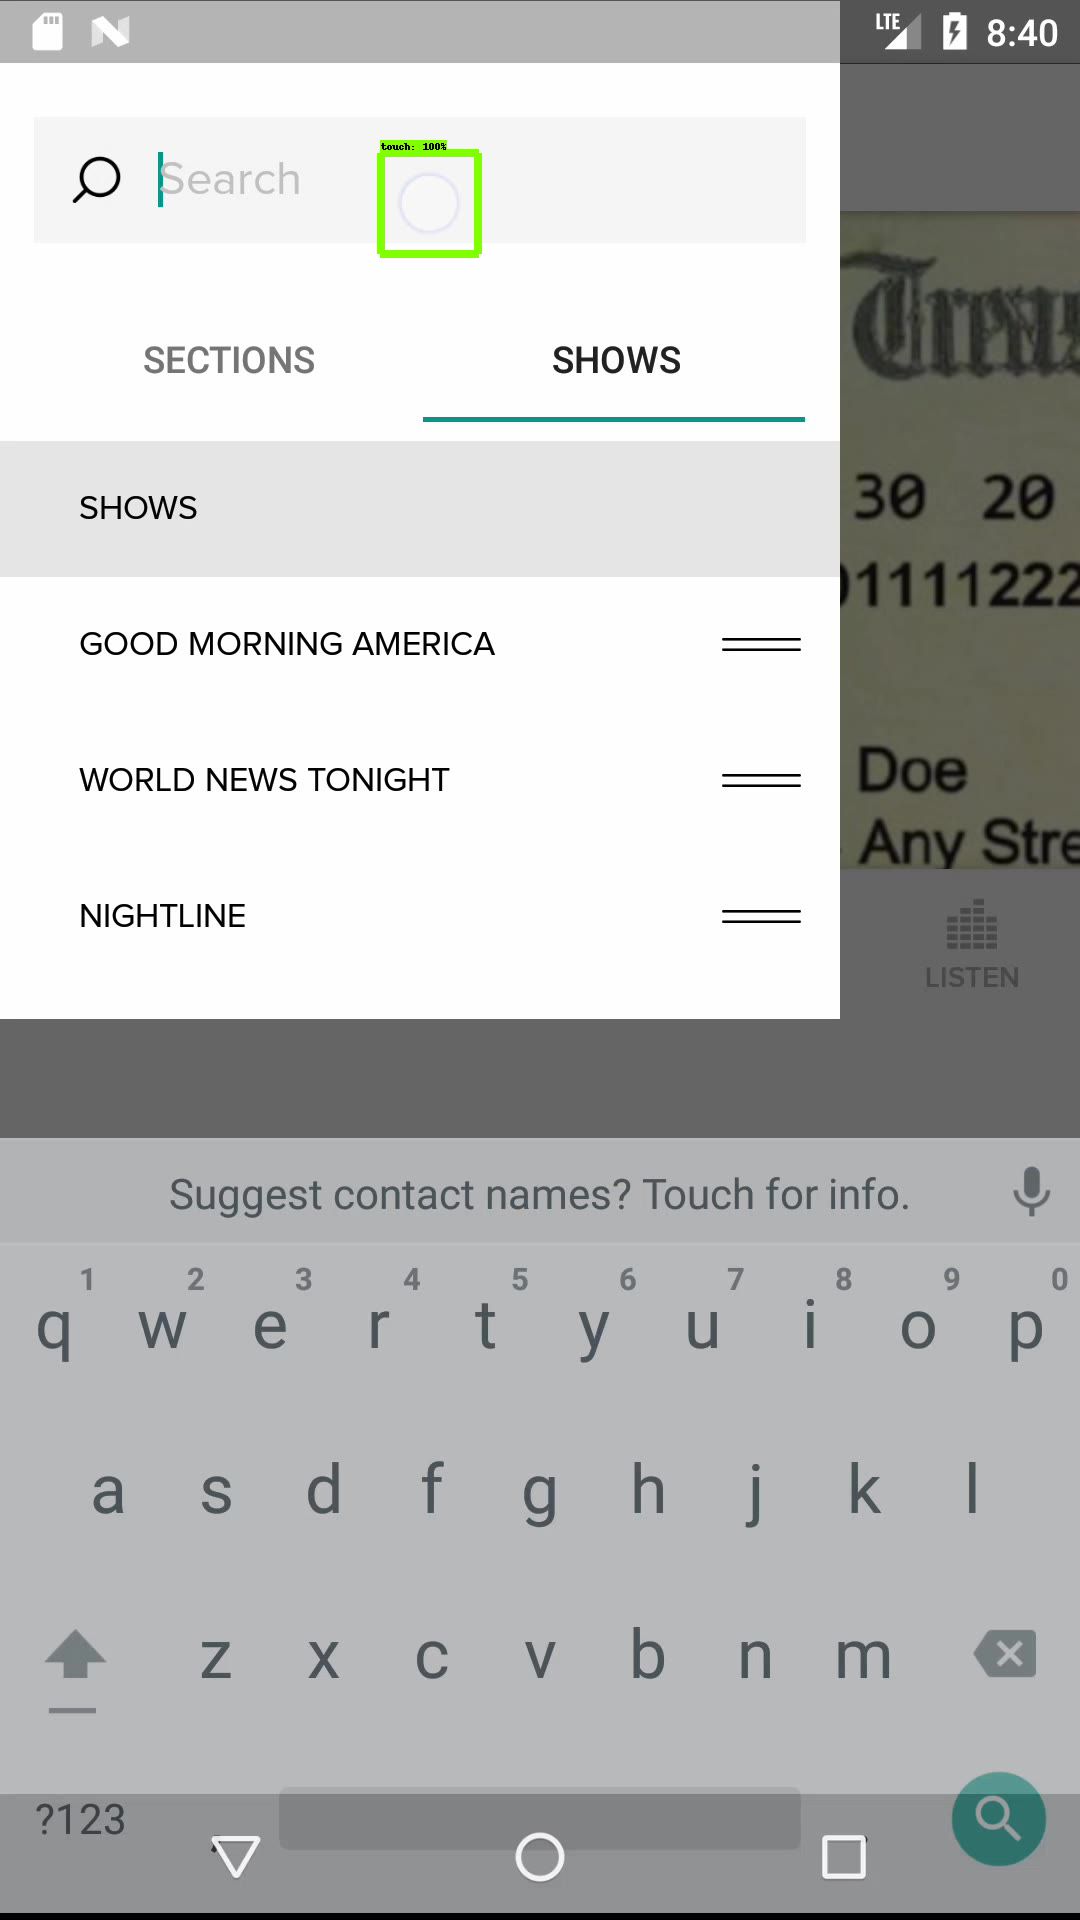 LTE 8:40
touch: 100%
Search
SECTIONS SHOWS
SHOWS
GOOD MORNING AMERICA
WORLD NEWS TONIGHT
NIGHTLINE
30 20
01111222
Doe
Any Stre
LISTEN
Suggest contact names? Touch for info.
1 2 3 4 5 6 7 8 9 0
q w e r t y u i o p
a s d f g h j k l
z x c v b n m
?123